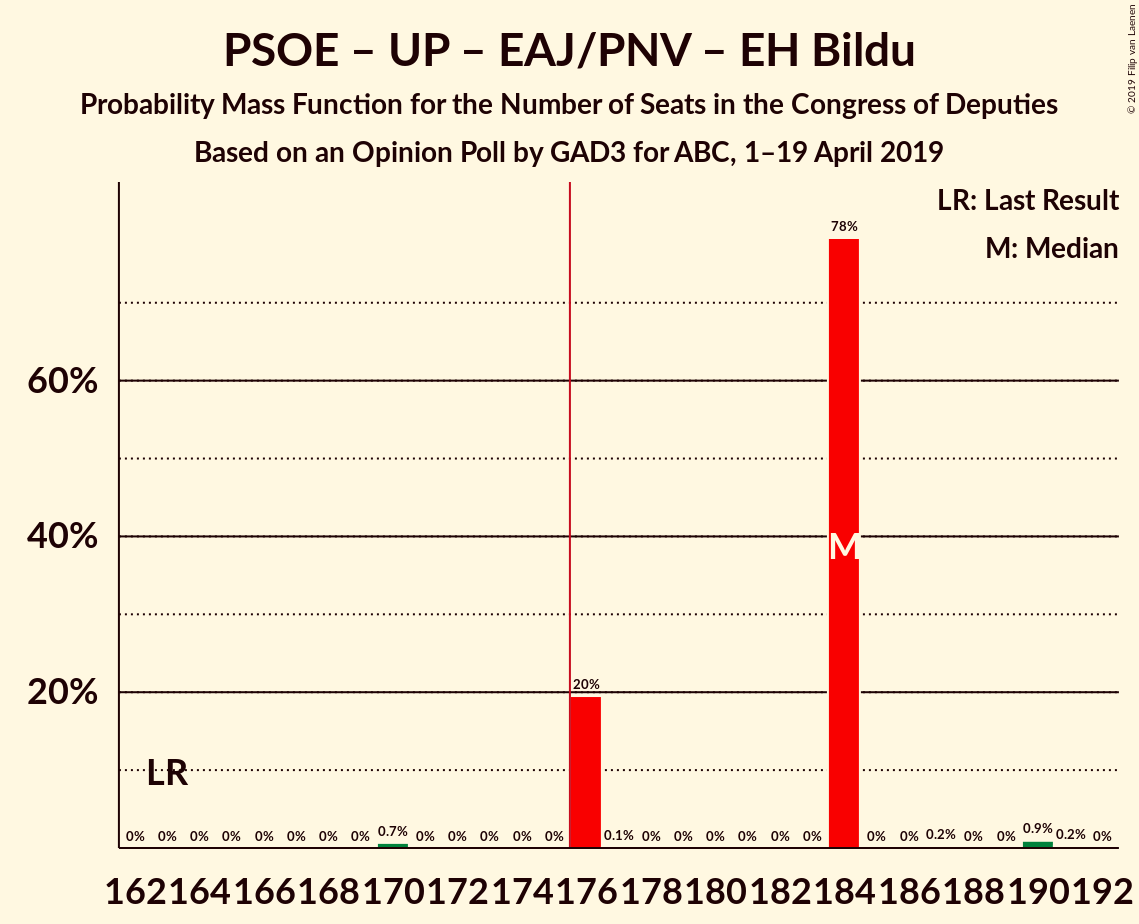 PSOE – UP – EAJ/PNV – EH Bildu
Probability Mass Function for the Number of Seats in the Congress of Deputies
Based on an Opinion Poll by GAD3 for ABC, 1–19 April 2019
© 2019 Filip van Laenen
LR: Last Result
M: Median
78%
60%
40%
M
20%
20%
LR
0% 0% 0% 0% 0% 0% 0% 0% 0.7% 0% 0% 0% 0% 0% 0.1% 0% 0% 0% 0% 0% 0% 0% 0% 0.2% 0% 0% 0.9% 0.2% 0%
162 164 166 168 170 172 174 176 178 180 182 184 186 188 190 192